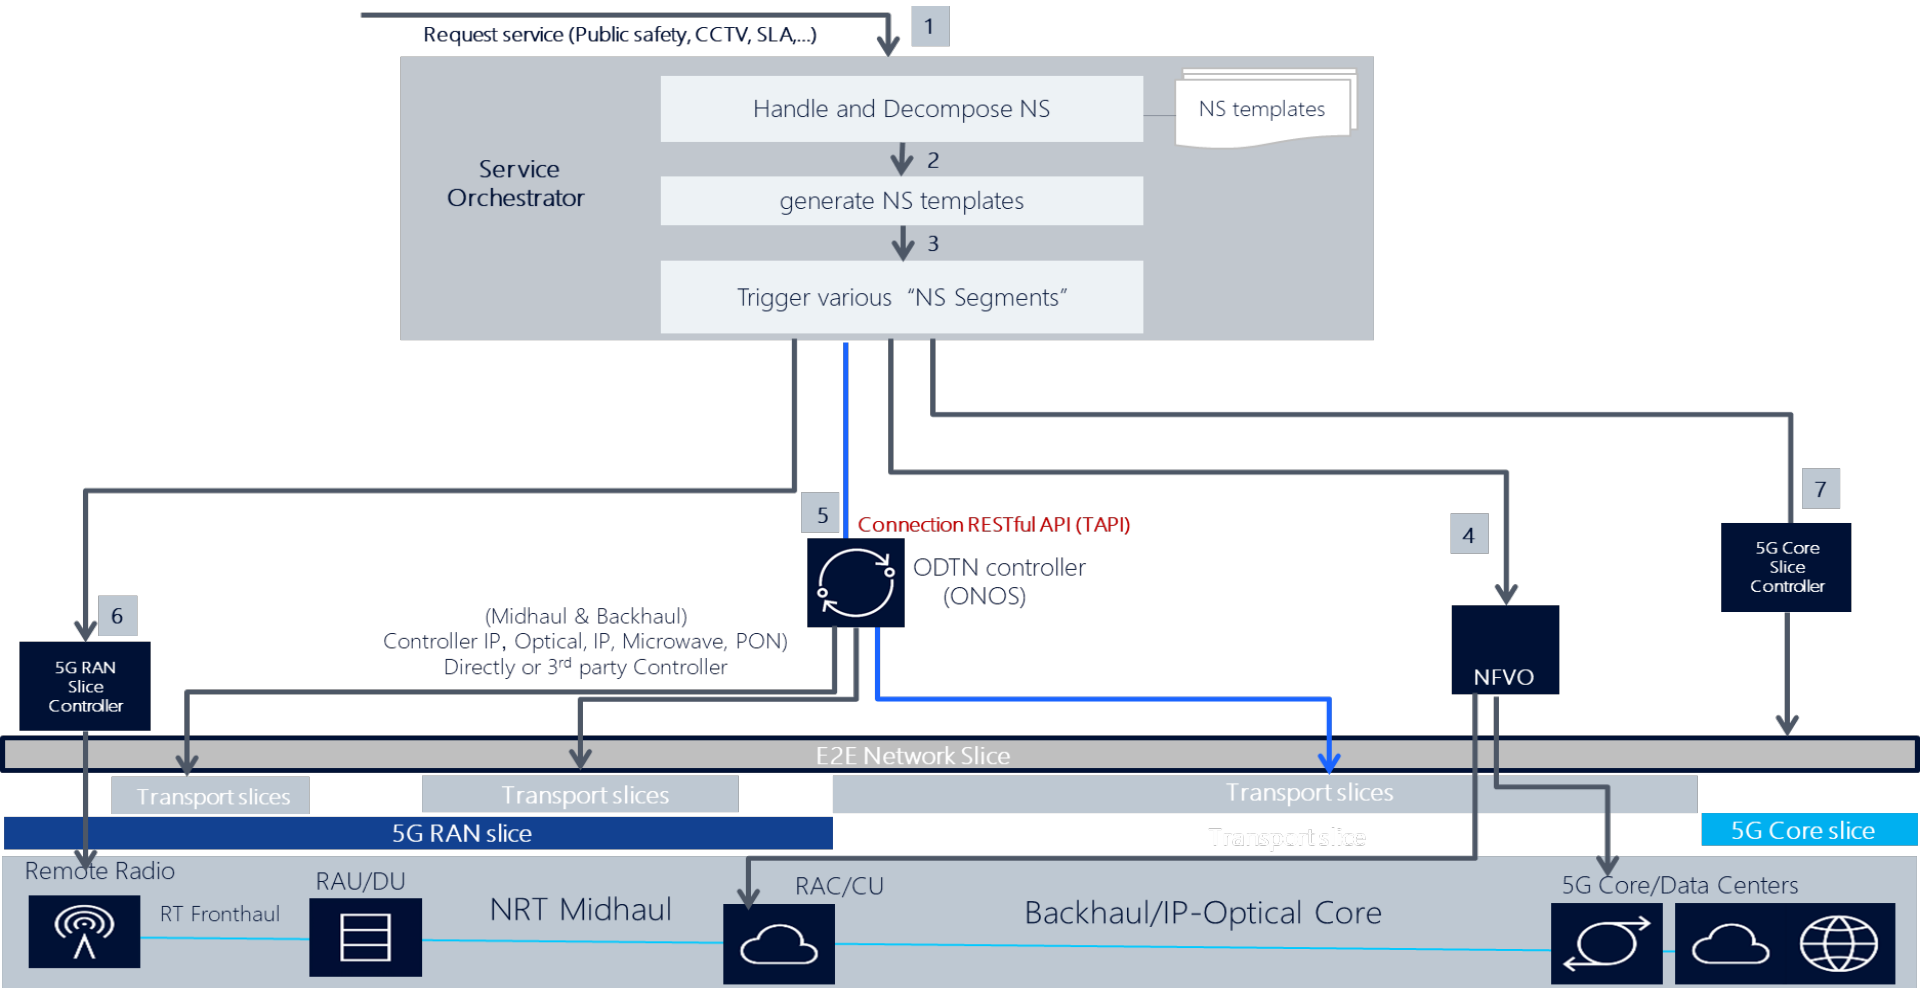 1
Request service (Public safety, CCTV, SLA,...)
Handle and Decompose NS
NS templates
2
Service
Orchestrator
generate NS templates
3
Trigger various “NS Segments”
7
5
Connection RESTful API (TAPI)
4
5G Core
Slice
Controller
ODTN controller
(ONOS)
6
(Midhaul & Backhaul)
Controller IP, Optical, IP, Microwave, PON)
Directly or 3rd party Controller
5G RAN
Slice
Controller
NFVO
E2E Network Slice
Transport slices
Transport slices
Transport slices
5G RAN slice
Transport slice
5G Core slice
Remote Radio
RAU/DU
RAC/CU
5G Core/Data Centers
RT Fronthaul
NRT Midhaul
Backhaul/IP-Optical Core